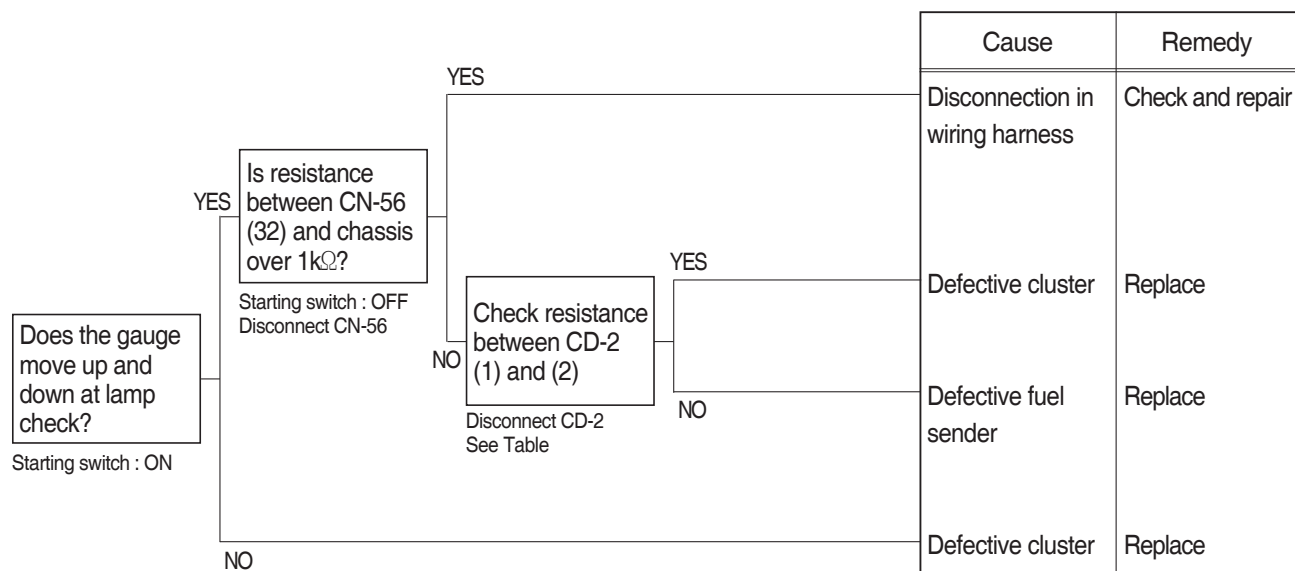 Cause Remedy
YES
Disconnection in Check and repair
wiring harness
YES
Is resistance
between CN-56
(32) and chassis
over 1kΩ?
Starting switch : OFF
Disconnect CN-56
YES
Defective cluster Replace
Does the gauge
move up and
down at lamp
check?
Starting switch : ON
NO
Check resistance
between CD-2
(1) and (2)
Disconnect CD-2
See Table
NO
Defective fuel Replace
sender
NO
Defective cluster Replace